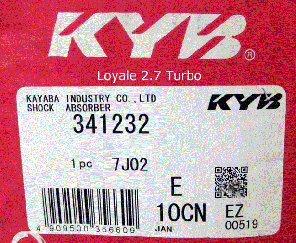 KYB®
Loyale 2.7 Turbo
KAYABA INDUSTRY CO.,LTD
SHOCK ABSORBER
KYB
341232
1pc 7J02
E
10CN EZ
JAN 00519
4 909500 356609